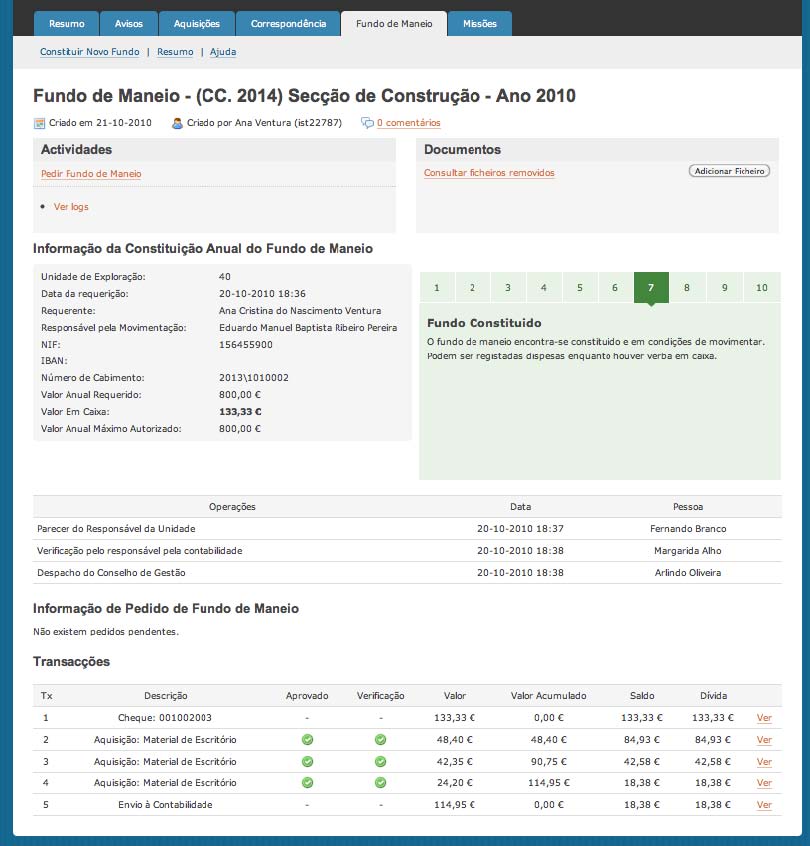 Resumo Avisos Aquisições Correspondência Fundo de Maneio Missões
Constituir Novo Fundo | Resumo | Ajuda
Fundo de Maneio - (CC. 2014) Secção de Construção - Ano 2010
Criado em 21-10-2010 Criado por Ana Ventura (ist22787) 0 comentários
Actividades
Pedir Fundo de Maneio
• Ver logs
Documentos
Consultar ficheiros removidos Adicionar Ficheiro
Informação da Constituição Anual do Fundo de Maneio
Unidade de Exploração: 40
Data da requerição: 20-10-2010 18:36
Requerente: Ana Cristina do Nascimento Ventura
Responsável pela Movimentação: Eduardo Manuel Baptista Ribeiro Pereira
NIF: 156455900
IBAN:
Número de Cabimento: 2013\1010002
Valor Anual Requerido: 800,00 €
Valor Em Caixa: 133,33 €
Valor Anual Máximo Autorizado: 800,00 €
1 2 3 4 5 6 7 8 9 10
Fundo Constituido
O fundo de maneio encontra-se constituido e em condições de movimentar.
Podem ser registadas dispesas enquanto houver verba em caixa.
Operações Data Pessoa
Parecer do Responsável da Unidade 20-10-2010 18:37 Fernando Branco
Verificação pelo responsável pela contabilidade 20-10-2010 18:38 Margarida Alho
Despacho do Conselho de Gestão 20-10-2010 18:38 Arlindo Oliveira
Informação de Pedido de Fundo de Maneio
Não existem pedidos pendentes.
Transacções
Tx Descrição Aprovado Verificação Valor Valor Acumulado Saldo Dívida
1 Cheque: 001002003 - - 133,33 € 0,00 € 133,33 € 133,33 € Ver
2 Aquisição: Material de Escritório 48,40 € 48,40 € 84,93 € 84,93 € Ver
3 Aquisição: Material de Escritório 42,35 € 90,75 € 42,58 € 42,58 € Ver
4 Aquisição: Material de Escritório 24,20 € 114,95 € 18,38 € 18,38 € Ver
5 Envio à Contabilidade - - 114,95 € 0,00 € 18,38 € 18,38 € Ver